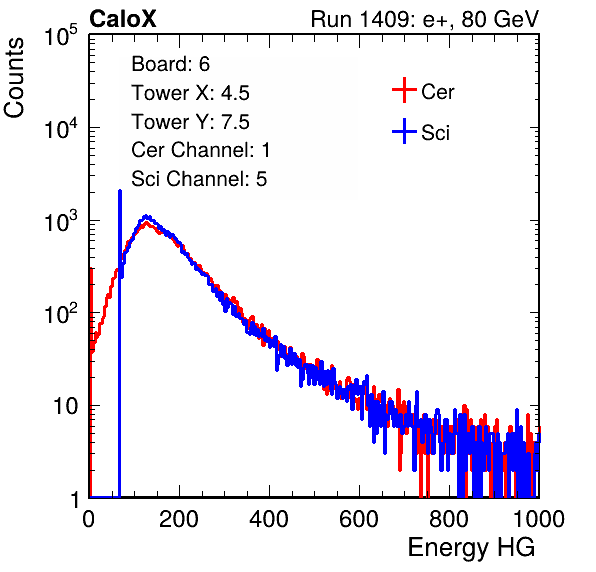 CaloX Run 1409: e+, 80 GeV
Board: 6
Tower X: 4.5
Tower Y: 7.5
Cer Channel: 1
Sci Channel: 5
Cer
Sci
Counts
10^5
10^4
10^3
10^2
10
1
0 200 400 600 800 1000
Energy HG